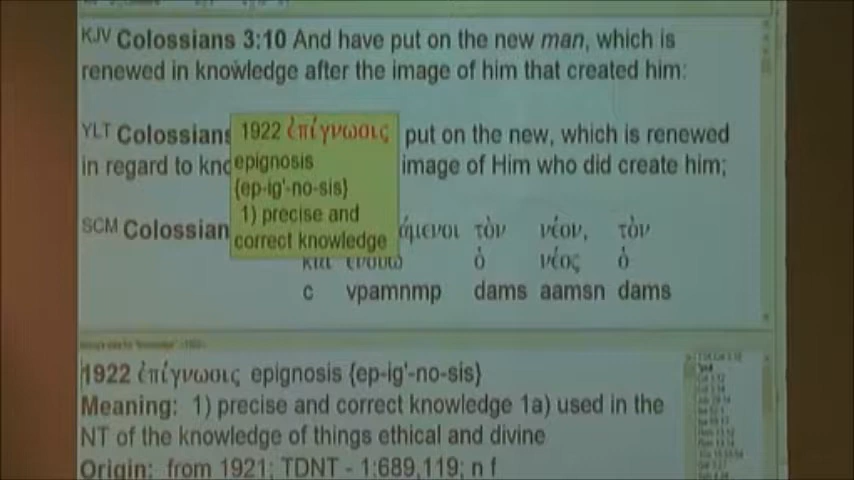 KJV Colossians 3:10 And have put on the new man, which is
renewed in knowledge after the image of him that created him:
YLT Colossians put on the new, which is renewed
in regard to kno image of Him who did create him;
1922 ἐπίγνωσις
epignosis
{ep-ig'-no-sis}
1) precise and
correct knowledge
SCM Colossian άμενοι τὸν νέον, τὸν
και ενδυω ὁ νέος ὁ
c vpamnmp dams aamsn dams
1922 ἐπίγνωσις epignosis {ep-ig'-no-sis}
Meaning: 1) precise and correct knowledge 1a) used in the
NT of the knowledge of things ethical and divine
Origin: from 1921; TDNT - 1:689,119; n f